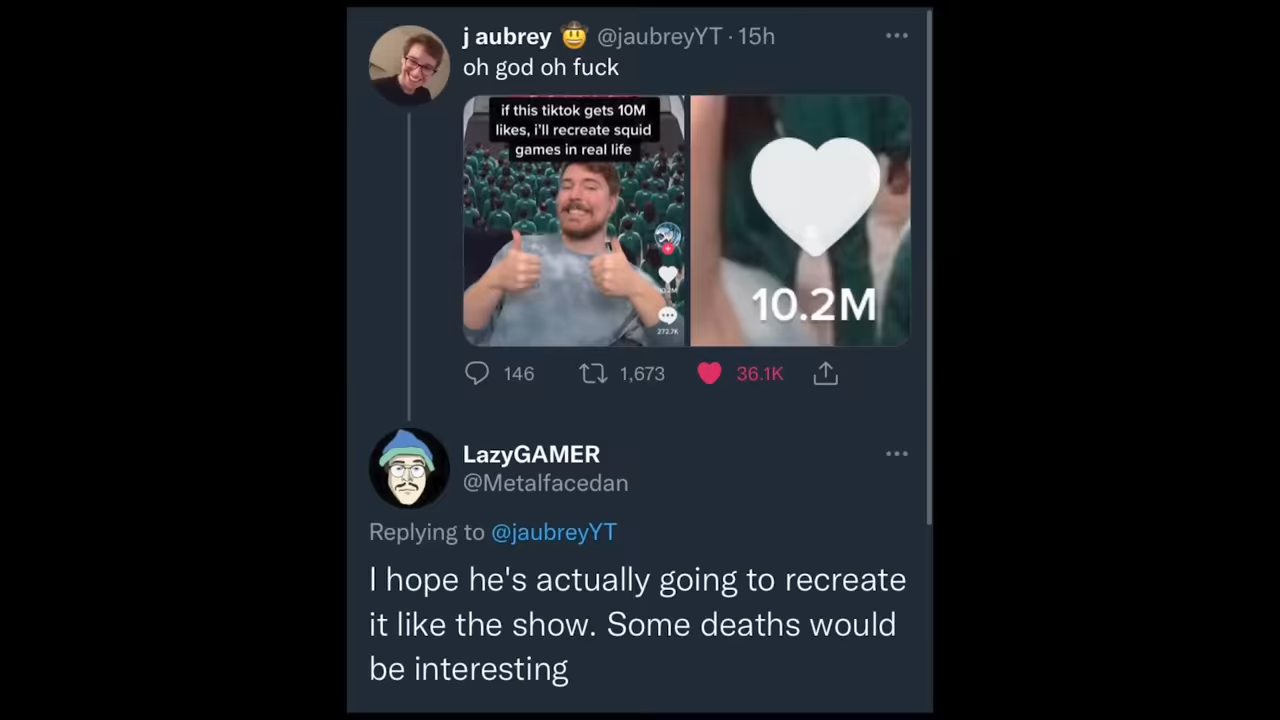 j aubrey 🤠 @jaubreyYT · 15h
oh god oh fuck
if this tiktok gets 10M
likes, i'll recreate squid
games in real life
272.7K
10.2M
146 1,673 36.1K
LazyGAMER
@Metalfacedan
Replying to @jaubreyYT
I hope he's actually going to recreate
it like the show. Some deaths would
be interesting